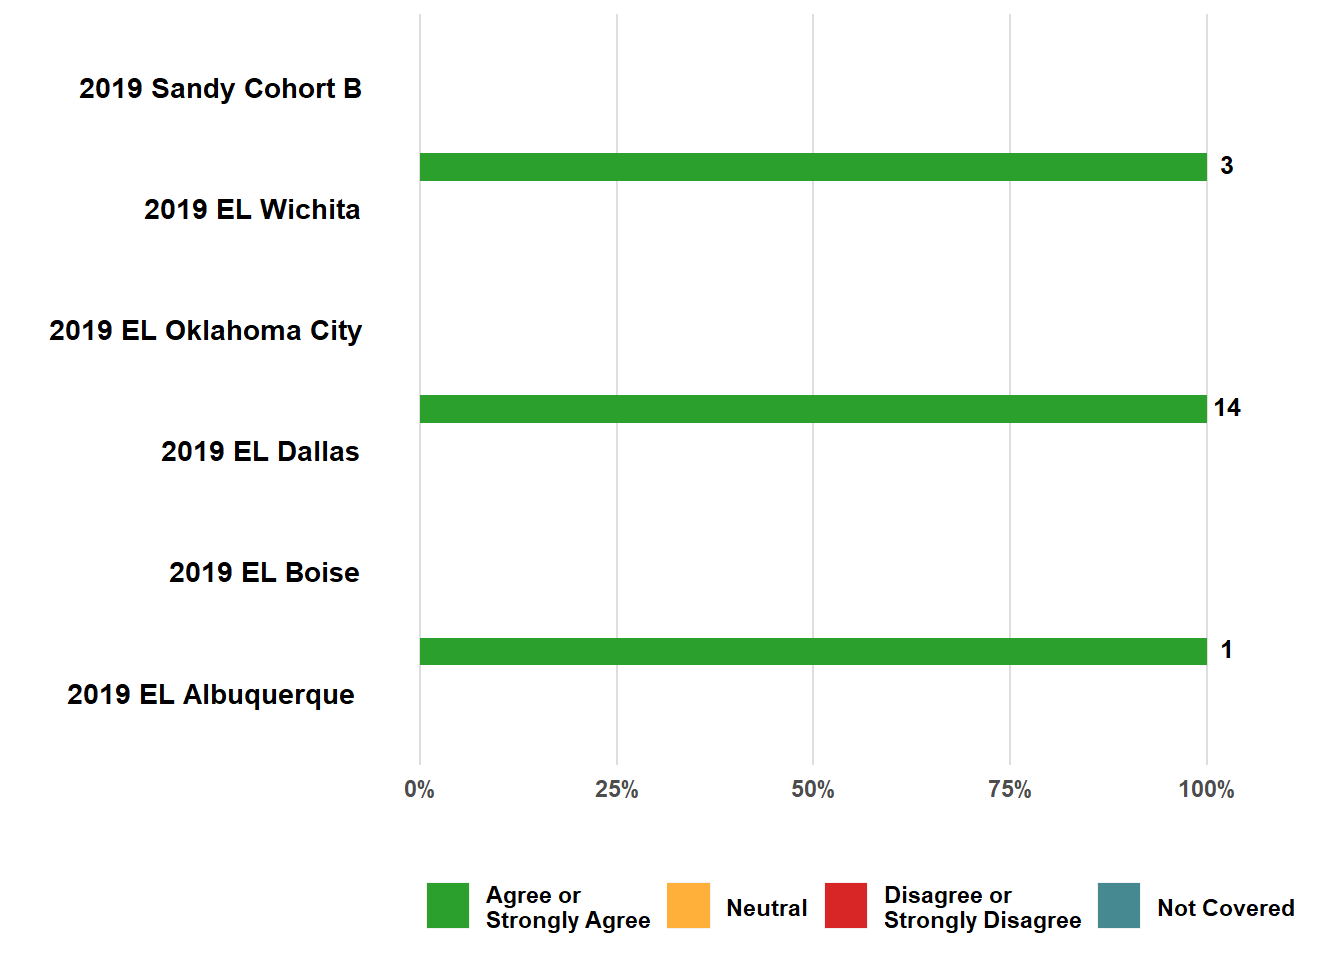 2019 Sandy Cohort B
3
2019 EL Wichita
2019 EL Oklahoma City
14
2019 EL Dallas
2019 EL Boise
1
2019 EL Albuquerque
0%
25%
50%
75%
100%
Agree or
Strongly Agree
Neutral
Disagree or
Strongly Disagree
Not Covered